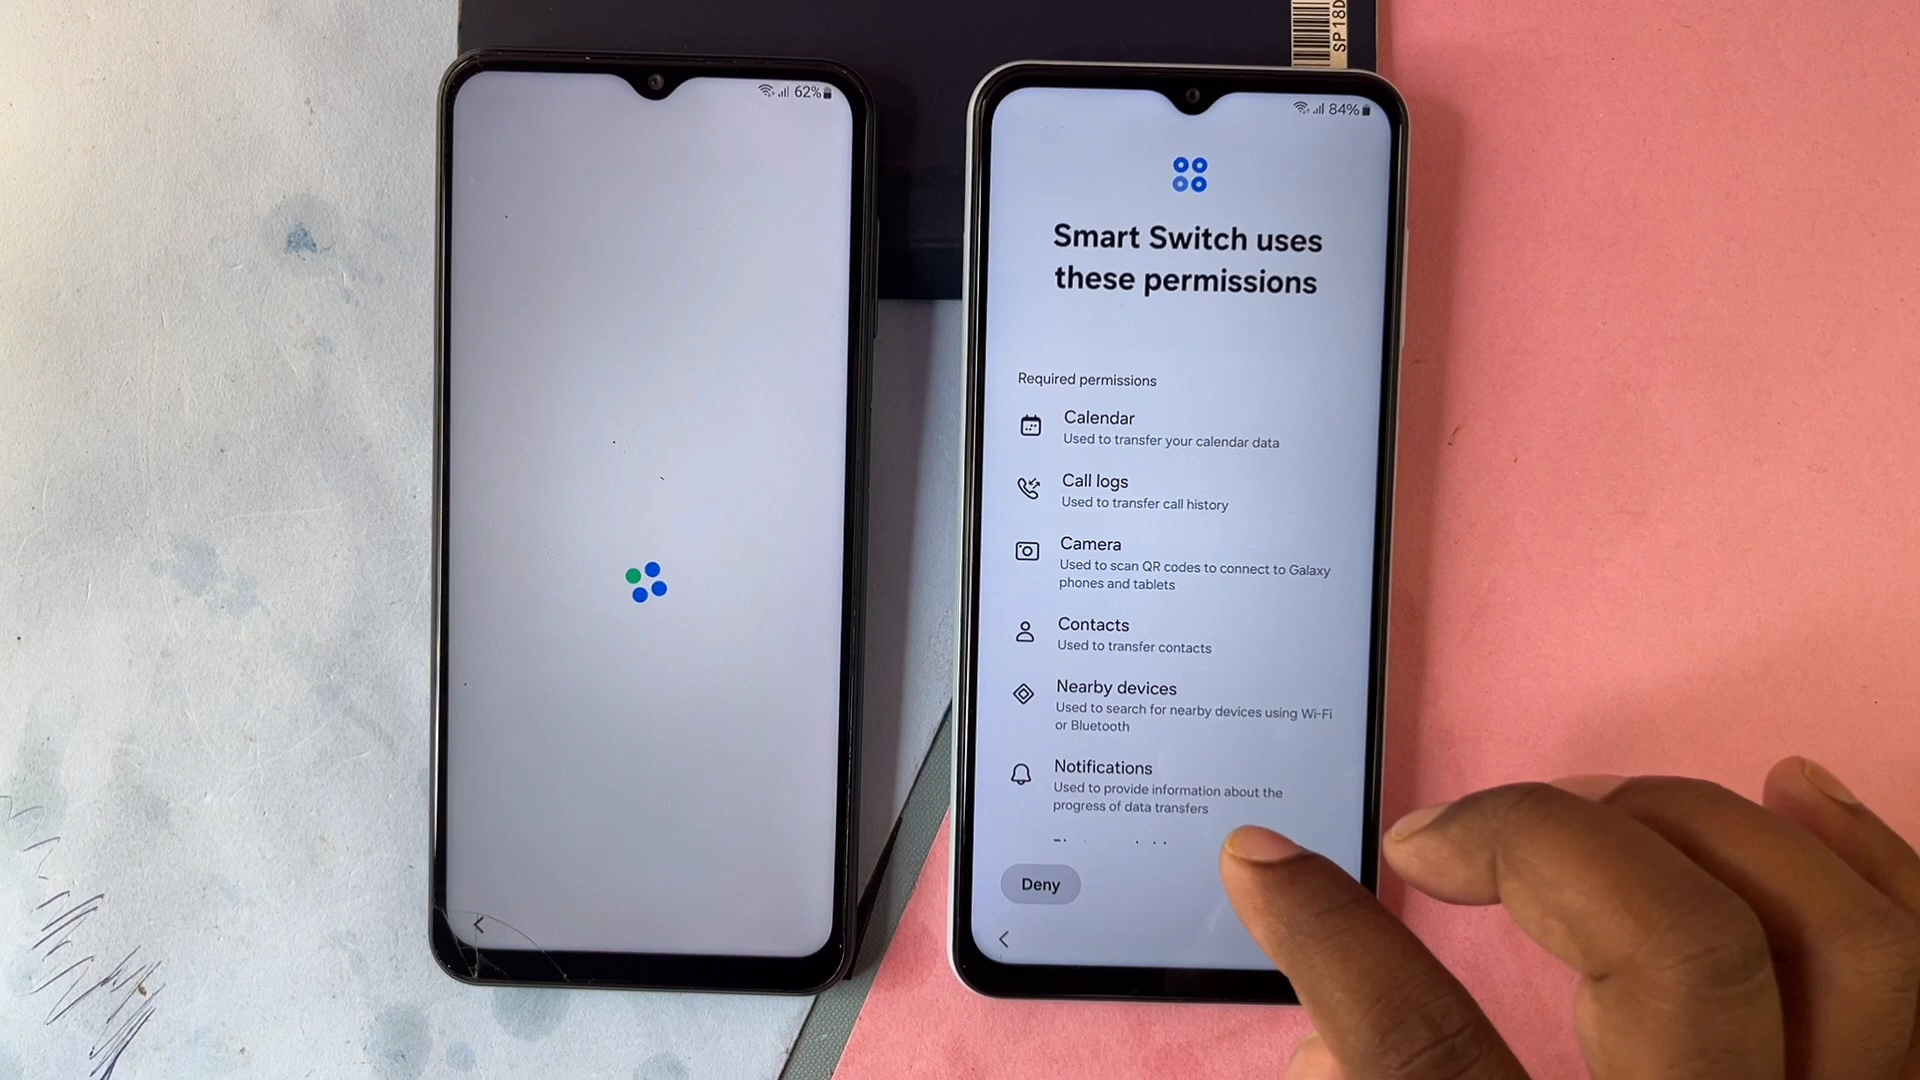 SP 18D
62%
84%
Smart Switch uses
these permissions
Required permissions
Calendar
Used to transfer your calendar data
Call logs
Used to transfer call history
Camera
Used to scan QR codes to connect to Galaxy
phones and tablets
Contacts
Used to transfer contacts
Nearby devices
Used to search for nearby devices using Wi-Fi
or Bluetooth
Notifications
Used to provide information about the
progress of data transfers
Deny